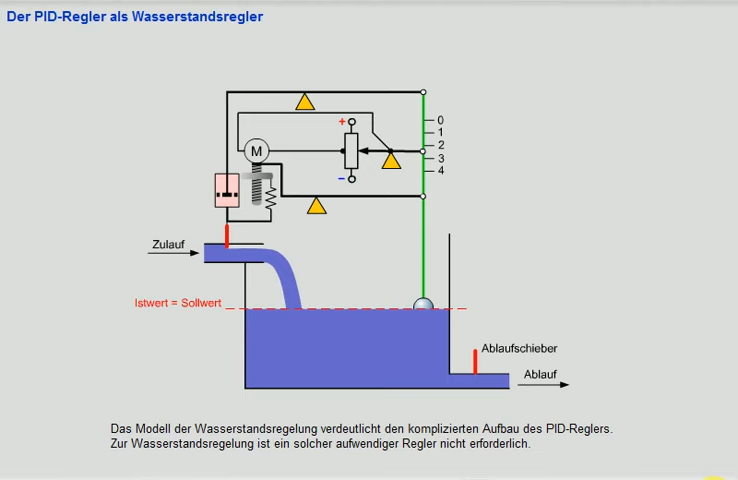 Der PID-Regler als Wasserstandsregler
0
+
1
M
2
3
–
4
Zulauf
Istwert = Sollwert
Ablaufschieber
Ablauf
Das Modell der Wasserstandsregelung verdeutlicht den komplizierten Aufbau des PID-Reglers.
Zur Wasserstandsregelung ist ein solcher aufwendiger Regler nicht erforderlich.